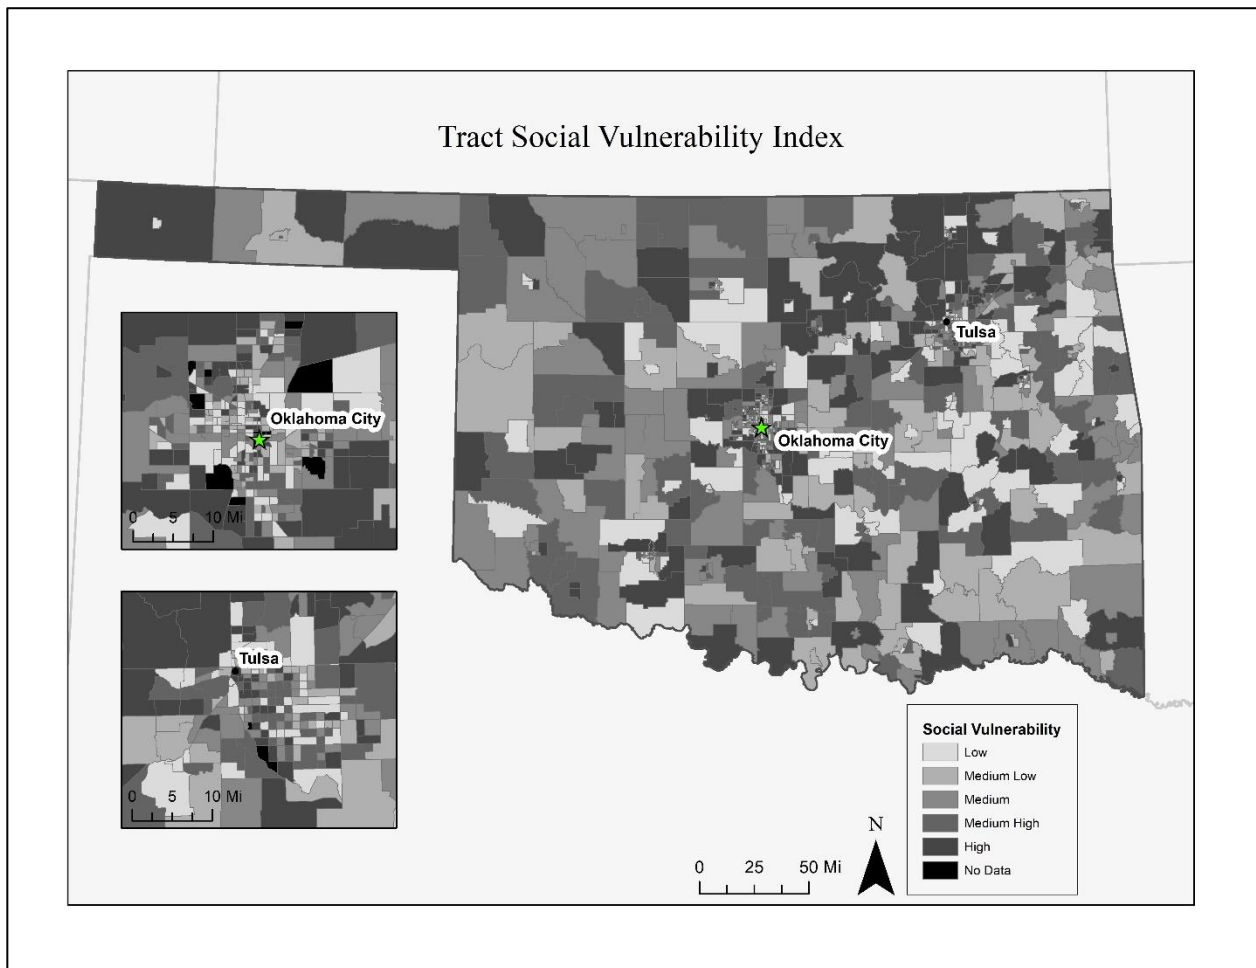 Tract Social Vulnerability Index
Tulsa
Oklahoma City
Oklahoma City
0 5 10 Mi
Tulsa
0 5 10 Mi
0 25 50 Mi
N
Social Vulnerability
Low
Medium Low
Medium
Medium High
High
No Data